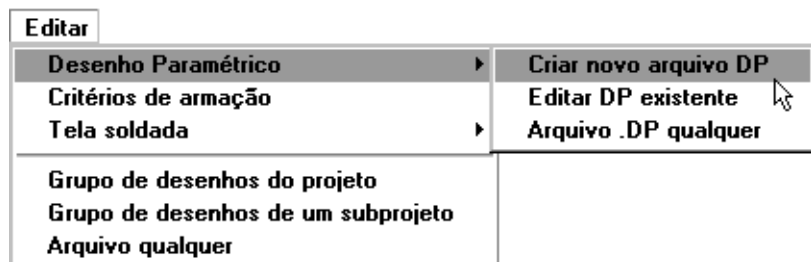 Editar
Desenho Paramétrico
Criar novo arquivo DP
Critérios de armação
Editar DP existente
Tela soldada
Arquivo .DP qualquer
Grupo de desenhos do projeto
Grupo de desenhos de um subprojeto
Arquivo qualquer